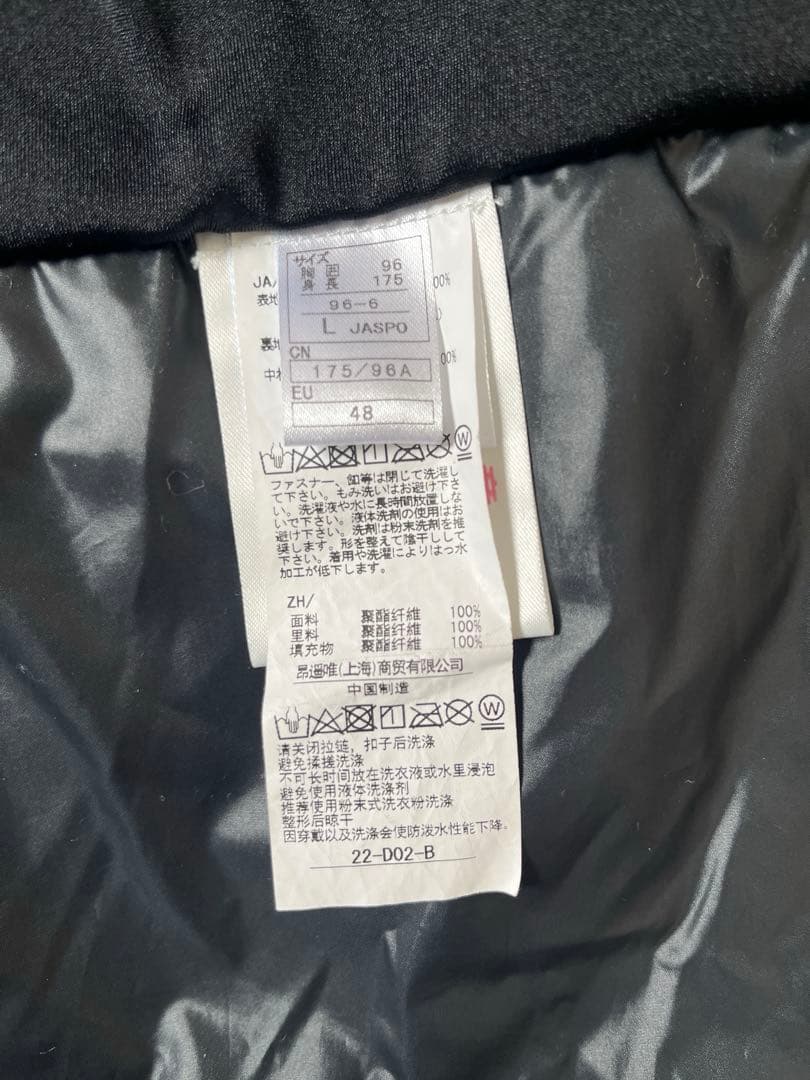 サイズ
胸囲 96
身長 175
96-6
L JASPO
CN
175/96A
EU
48
JA/
00%
表地
裏地
00%
ファスナー、釦等は閉じて洗濯し
て下さい。もみ洗いはお避け下さ
い。洗濯液や水に長時間放置しな
いで下さい。液体洗剤の使用はお
避け下さい。洗剤は粉末洗剤を推
奨します。形を整えて陰干しして
下さい。着用や洗濯によりはっ水
加工が低下します。
ZH/
面料 聚酯纤维 100%
里料 聚酯纤维 100%
填充物 聚酯纤维 100%
昂遛唯(上海)商贸有限公司
中国制造
W
请关闭拉链，扣子后洗涤
避免揉搓洗涤
不可长时间放在洗衣液或水里浸泡
避免使用液体洗涤剂
推荐使用粉末式洗衣粉洗涤
整形后晾干
因穿戴以及洗涤会使防泼水性能下降。
22-D02-B